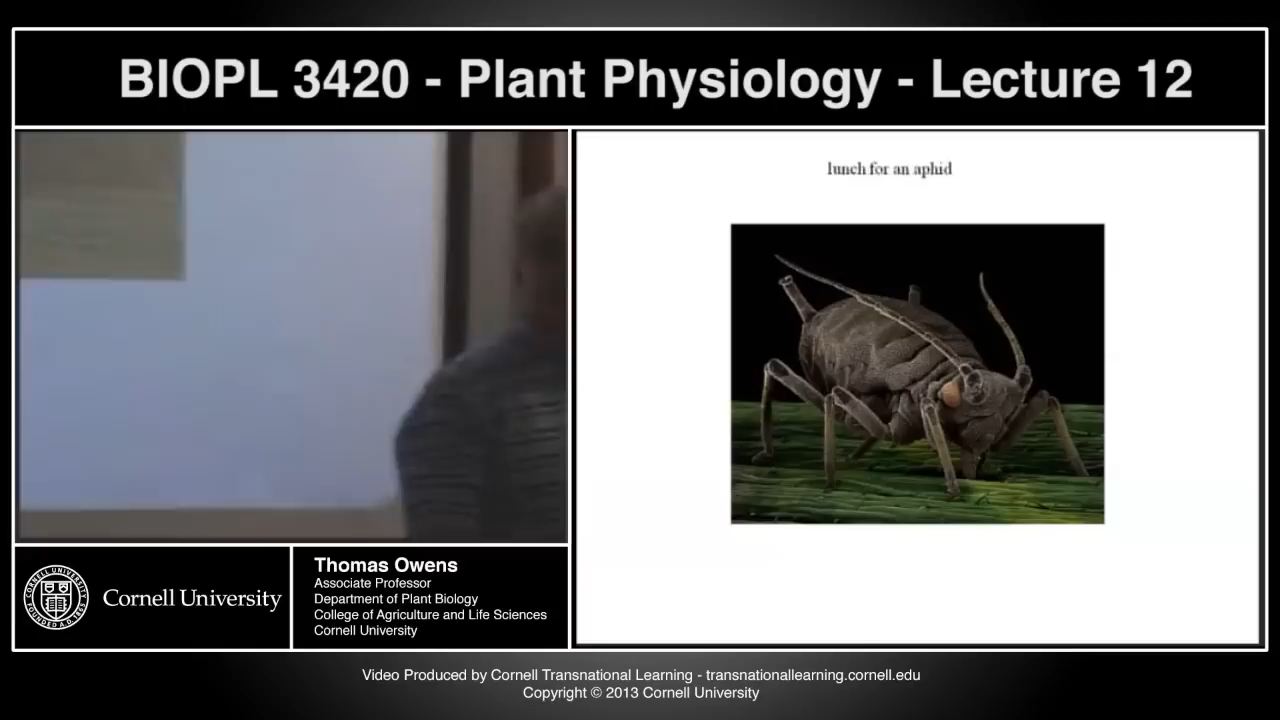 BIOPL 3420 - Plant Physiology - Lecture 12
lunch for an aphid
Cornell University
Thomas Owens
Associate Professor
Department of Plant Biology
College of Agriculture and Life Sciences
Cornell University
Video Produced by Cornell Transnational Learning - transnationallearning.cornell.edu
Copyright © 2013 Cornell University